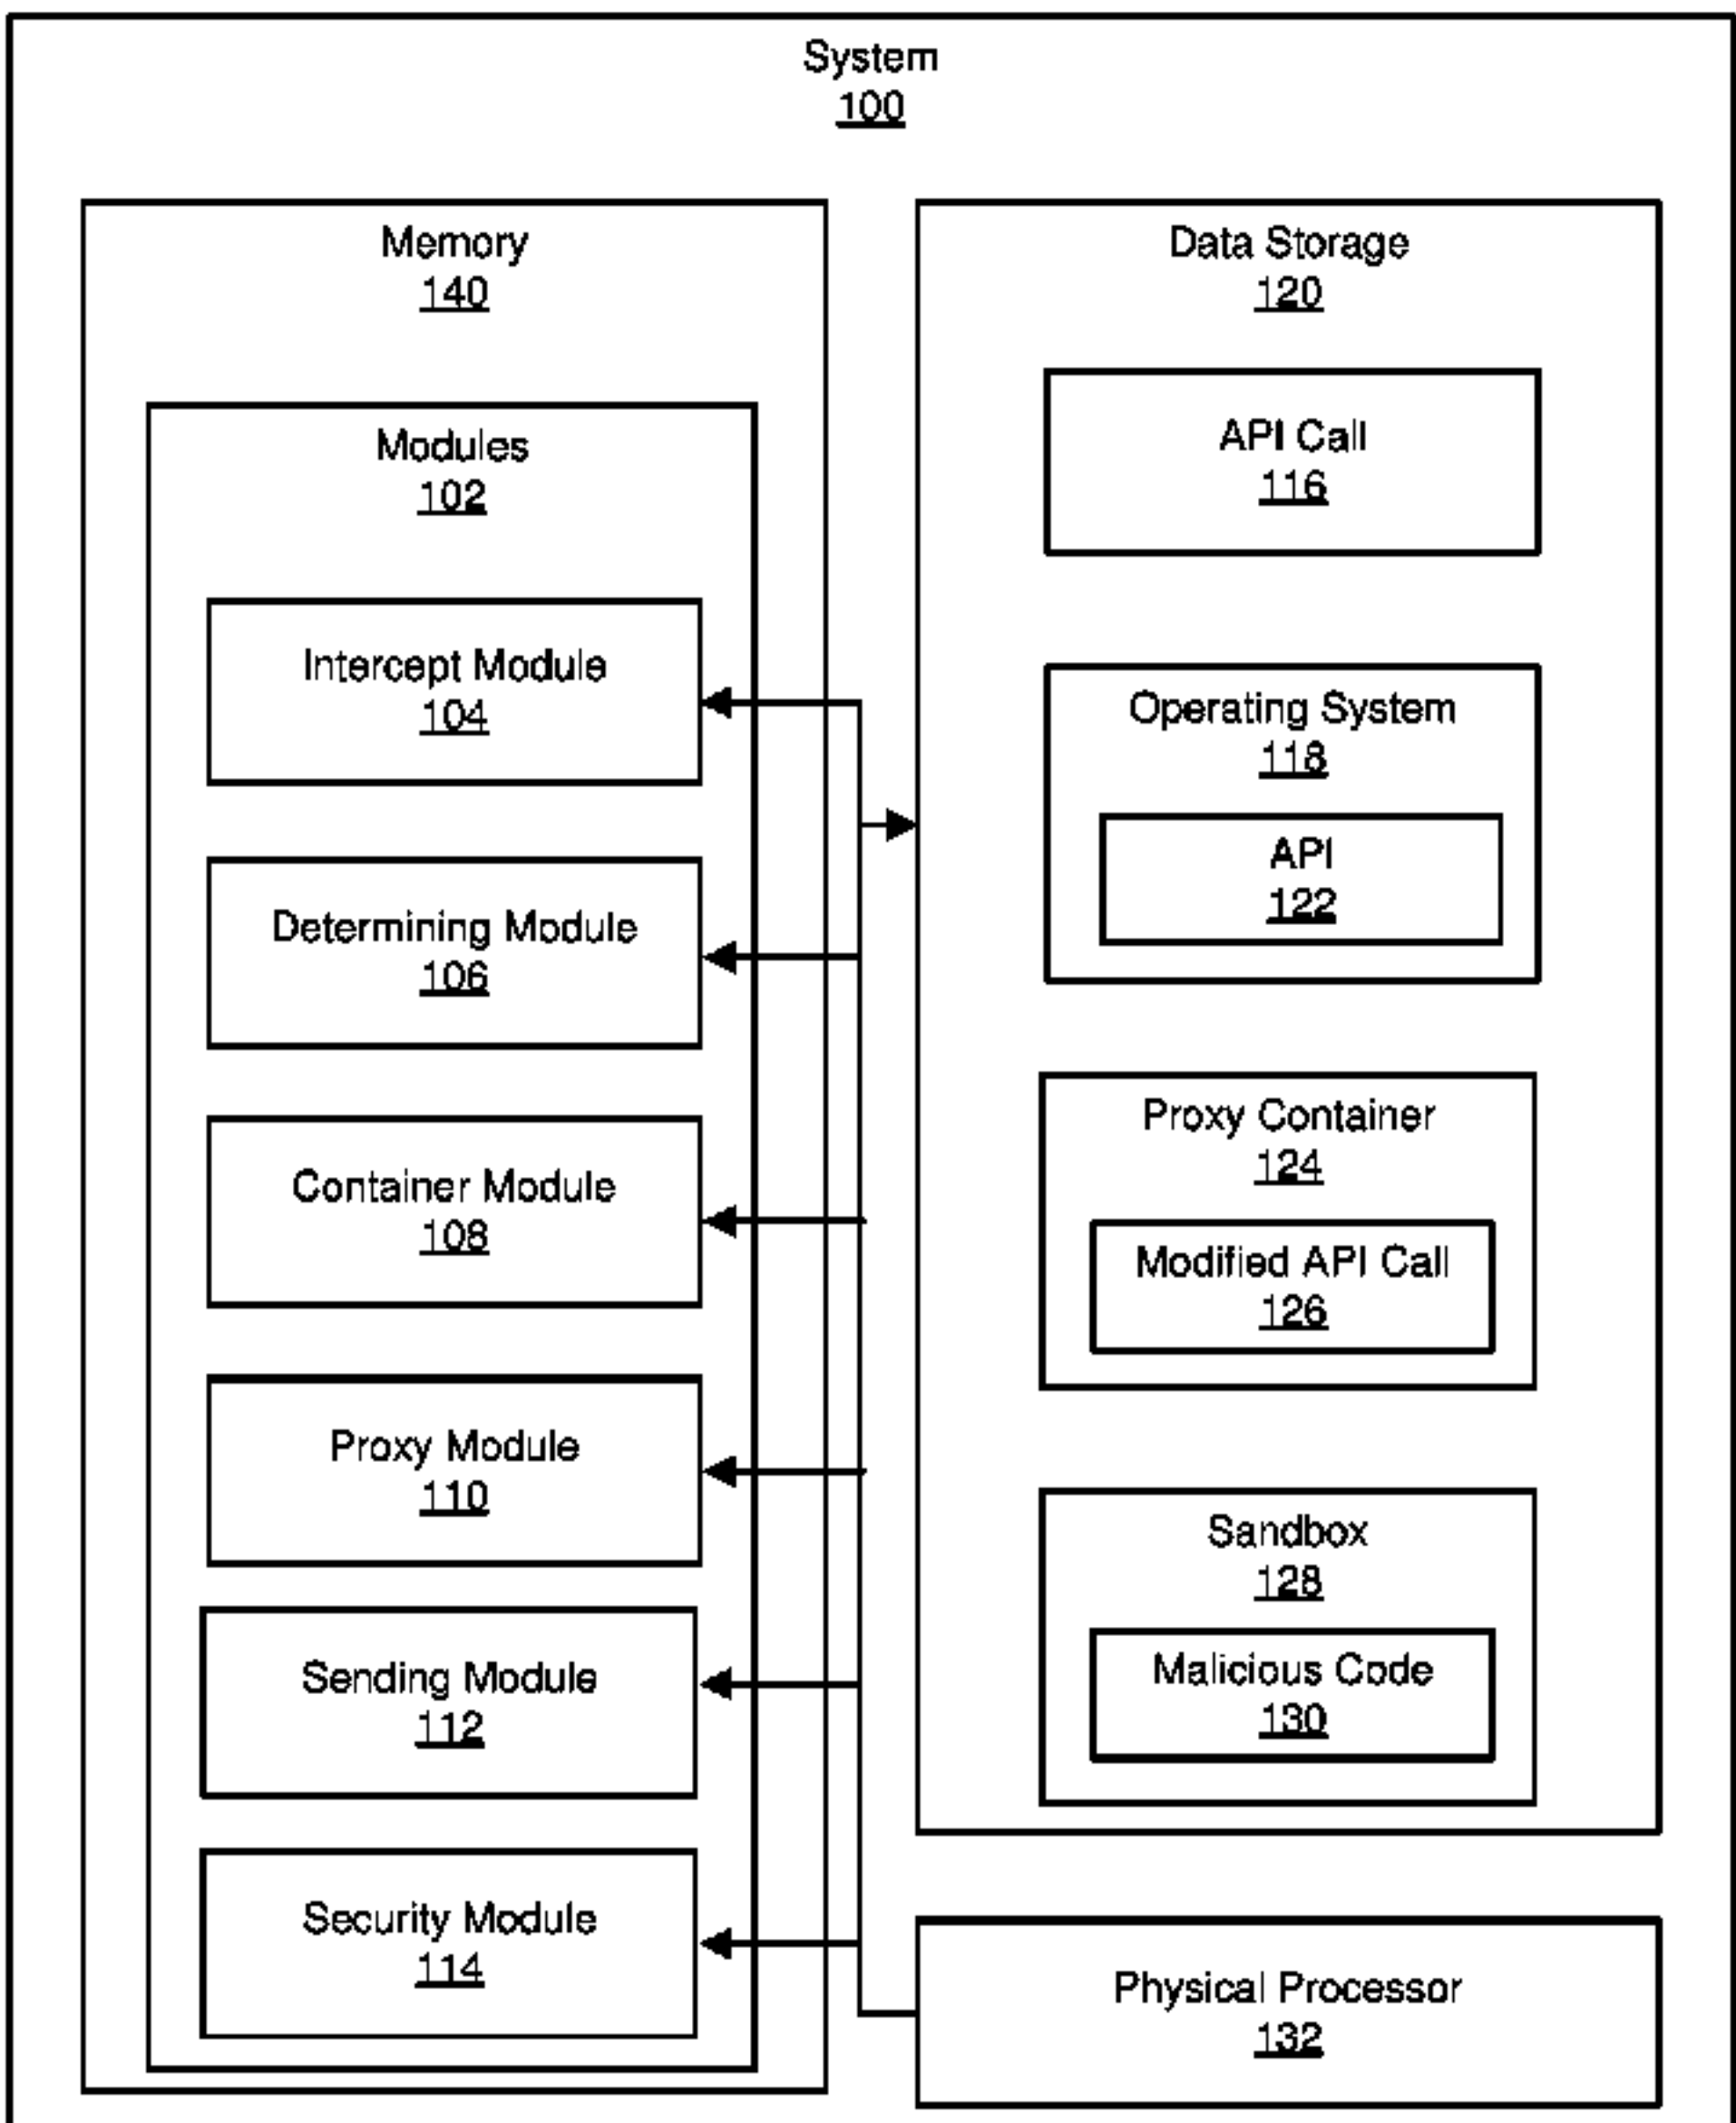 System
100
Memory
140
Modules
102
Intercept Module
104
Determining Module
106
Container Module
108
Proxy Module
110
Sending Module
112
Security Module
114
Data Storage
120
API Call
116
Operating System
118
API
122
Proxy Container
124
Modified API Call
126
Sandbox
128
Malicious Code
130
Physical Processor
132